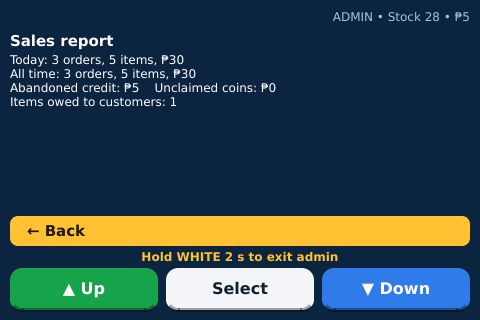 ADMIN • Stock 28 • ₱5
Sales report
Today: 3 orders, 5 items, ₱30
All time: 3 orders, 5 items, ₱30
Abandoned credit: ₱5    Unclaimed coins: ₱0
Items owed to customers: 1
← Back
Hold WHITE 2 s to exit admin
▲ Up
Select
▼ Down